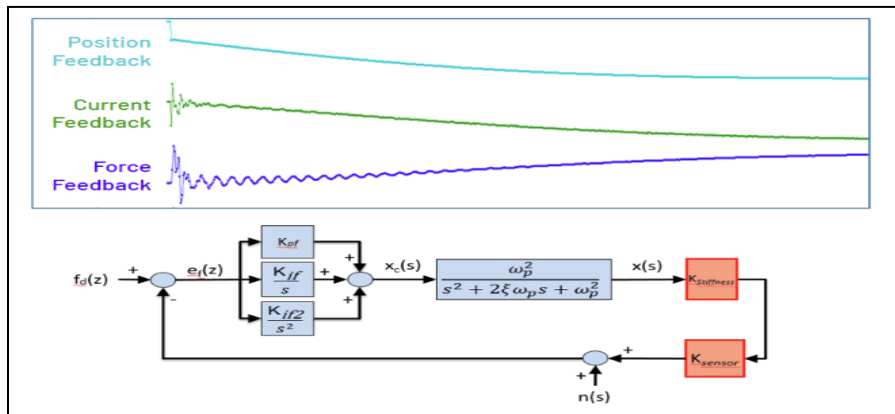 Position
Feedback
Current
Feedback
Force
Feedback
f_d(z)
+
-
e_f(z)
K_pf
K_if
s
K_if2
s²
+
+
+
x_c(s)
ω_p²
s² + 2ξω_ps + ω_p²
x(s)
K_Stiffness
K_sensor
+
+
n(s)